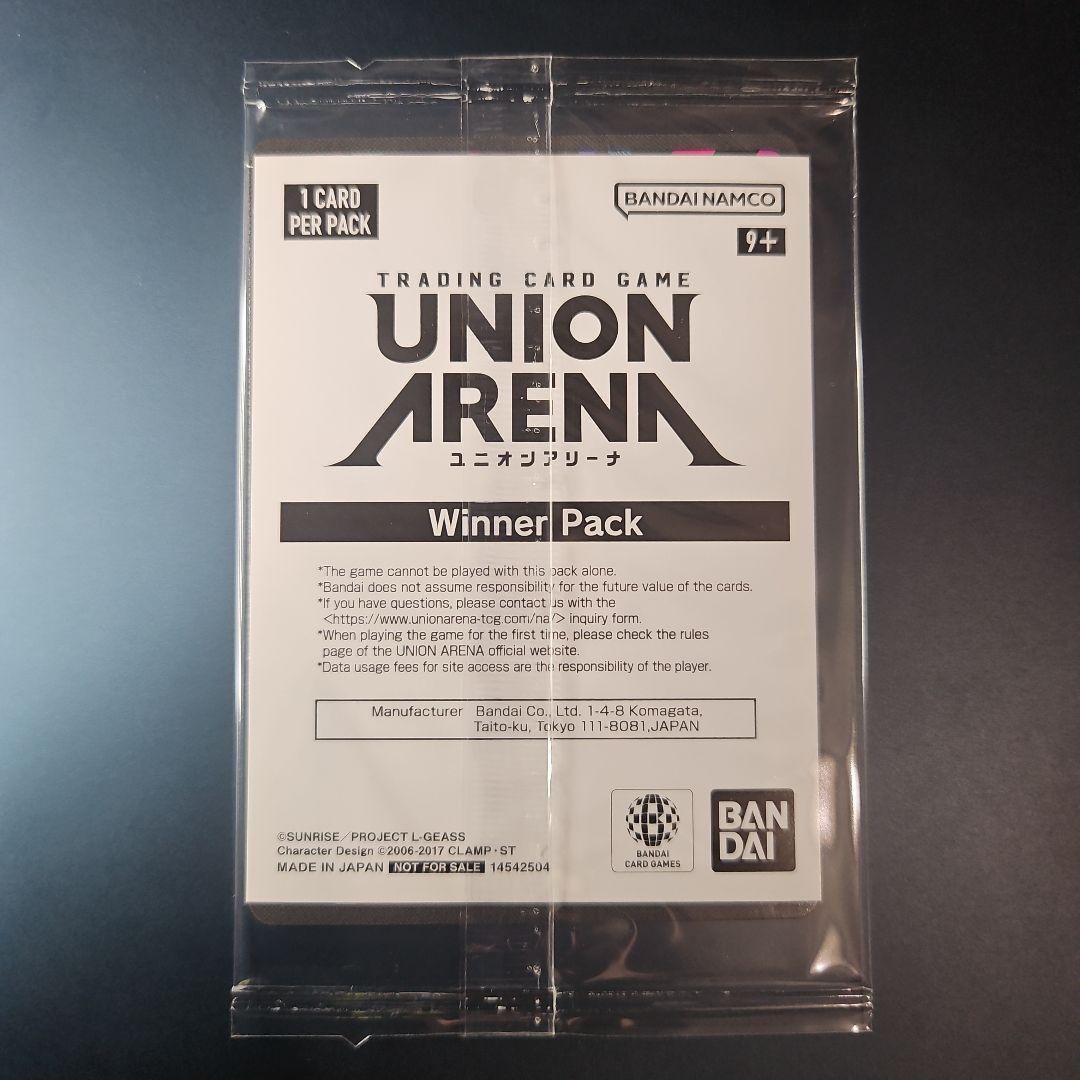 1 CARD
PER PACK
BANDAI NAMCO
9+
TRADING CARD GAME
UNION
ARENA
ユニオンアリーナ
Winner Pack
*The game cannot be played with this pack alone.
*Bandai does not assume responsibility for the future value of the cards.
*If you have questions, please contact us with the
<https://www.unionarena-tcg.com/na/> inquiry form.
*When playing the game for the first time, please check the rules
page of the UNION ARENA official website.
*Data usage fees for site access are the responsibility of the player.
Manufacturer Bandai Co., Ltd. 1-4-8 Komagata,
Taito-ku, Tokyo 111-8081,JAPAN
©SUNRISE／PROJECT L-GEASS
Character Design ©2006-2017 CLAMP・ST
MADE IN JAPAN NOT FOR SALE 14542504
BANDAI
CARD GAMES
BAN
DAI